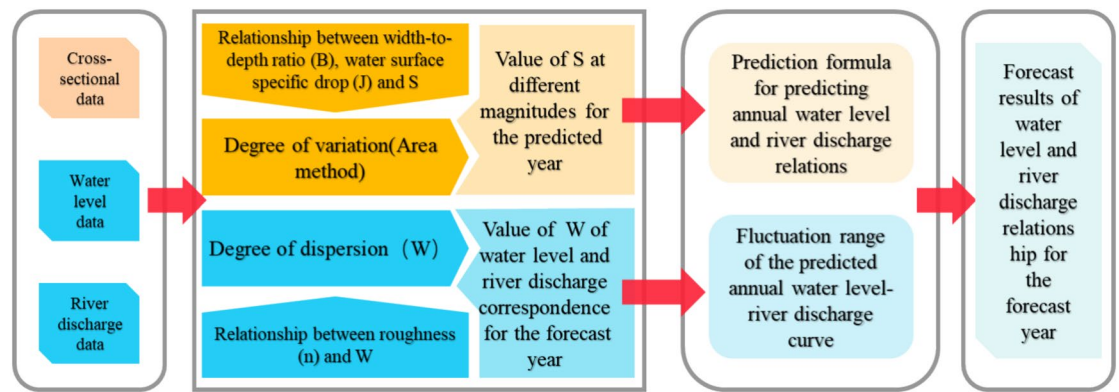 Cross-
sectional
data
Water
level
data
River
discharge
data
Relationship between width-to-
depth ratio (B), water surface
specific drop (J) and S
Degree of variation(Area
method)
Degree of dispersion（W）
Relationship between roughness
(n) and W
Value of S at
different
magnitudes for
the predicted
year
Value of W of
water level and
river discharge
correspondence
for the forecast
year
Prediction formula
for predicting
annual water level
and river discharge
relations
Fluctuation range
of the predicted
annual water level-
river discharge
curve
Forecast
results of
water
level and
river
discharge
relations
hip for
the
forecast
year